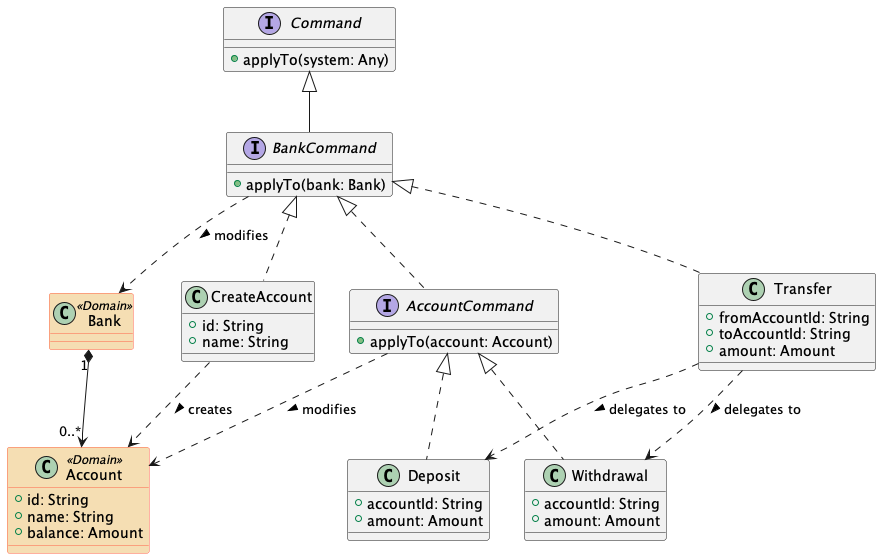 I Command
applyTo(system: Any)
I BankCommand
applyTo(bank: Bank)
modifies
C «Domain»
Bank
C CreateAccount
id: String
name: String
I AccountCommand
applyTo(account: Account)
C Transfer
fromAccountId: String
toAccountId: String
amount: Amount
1
0..*
creates
modifies
delegates to
delegates to
C «Domain»
Account
id: String
name: String
balance: Amount
C Deposit
accountId: String
amount: Amount
C Withdrawal
accountId: String
amount: Amount